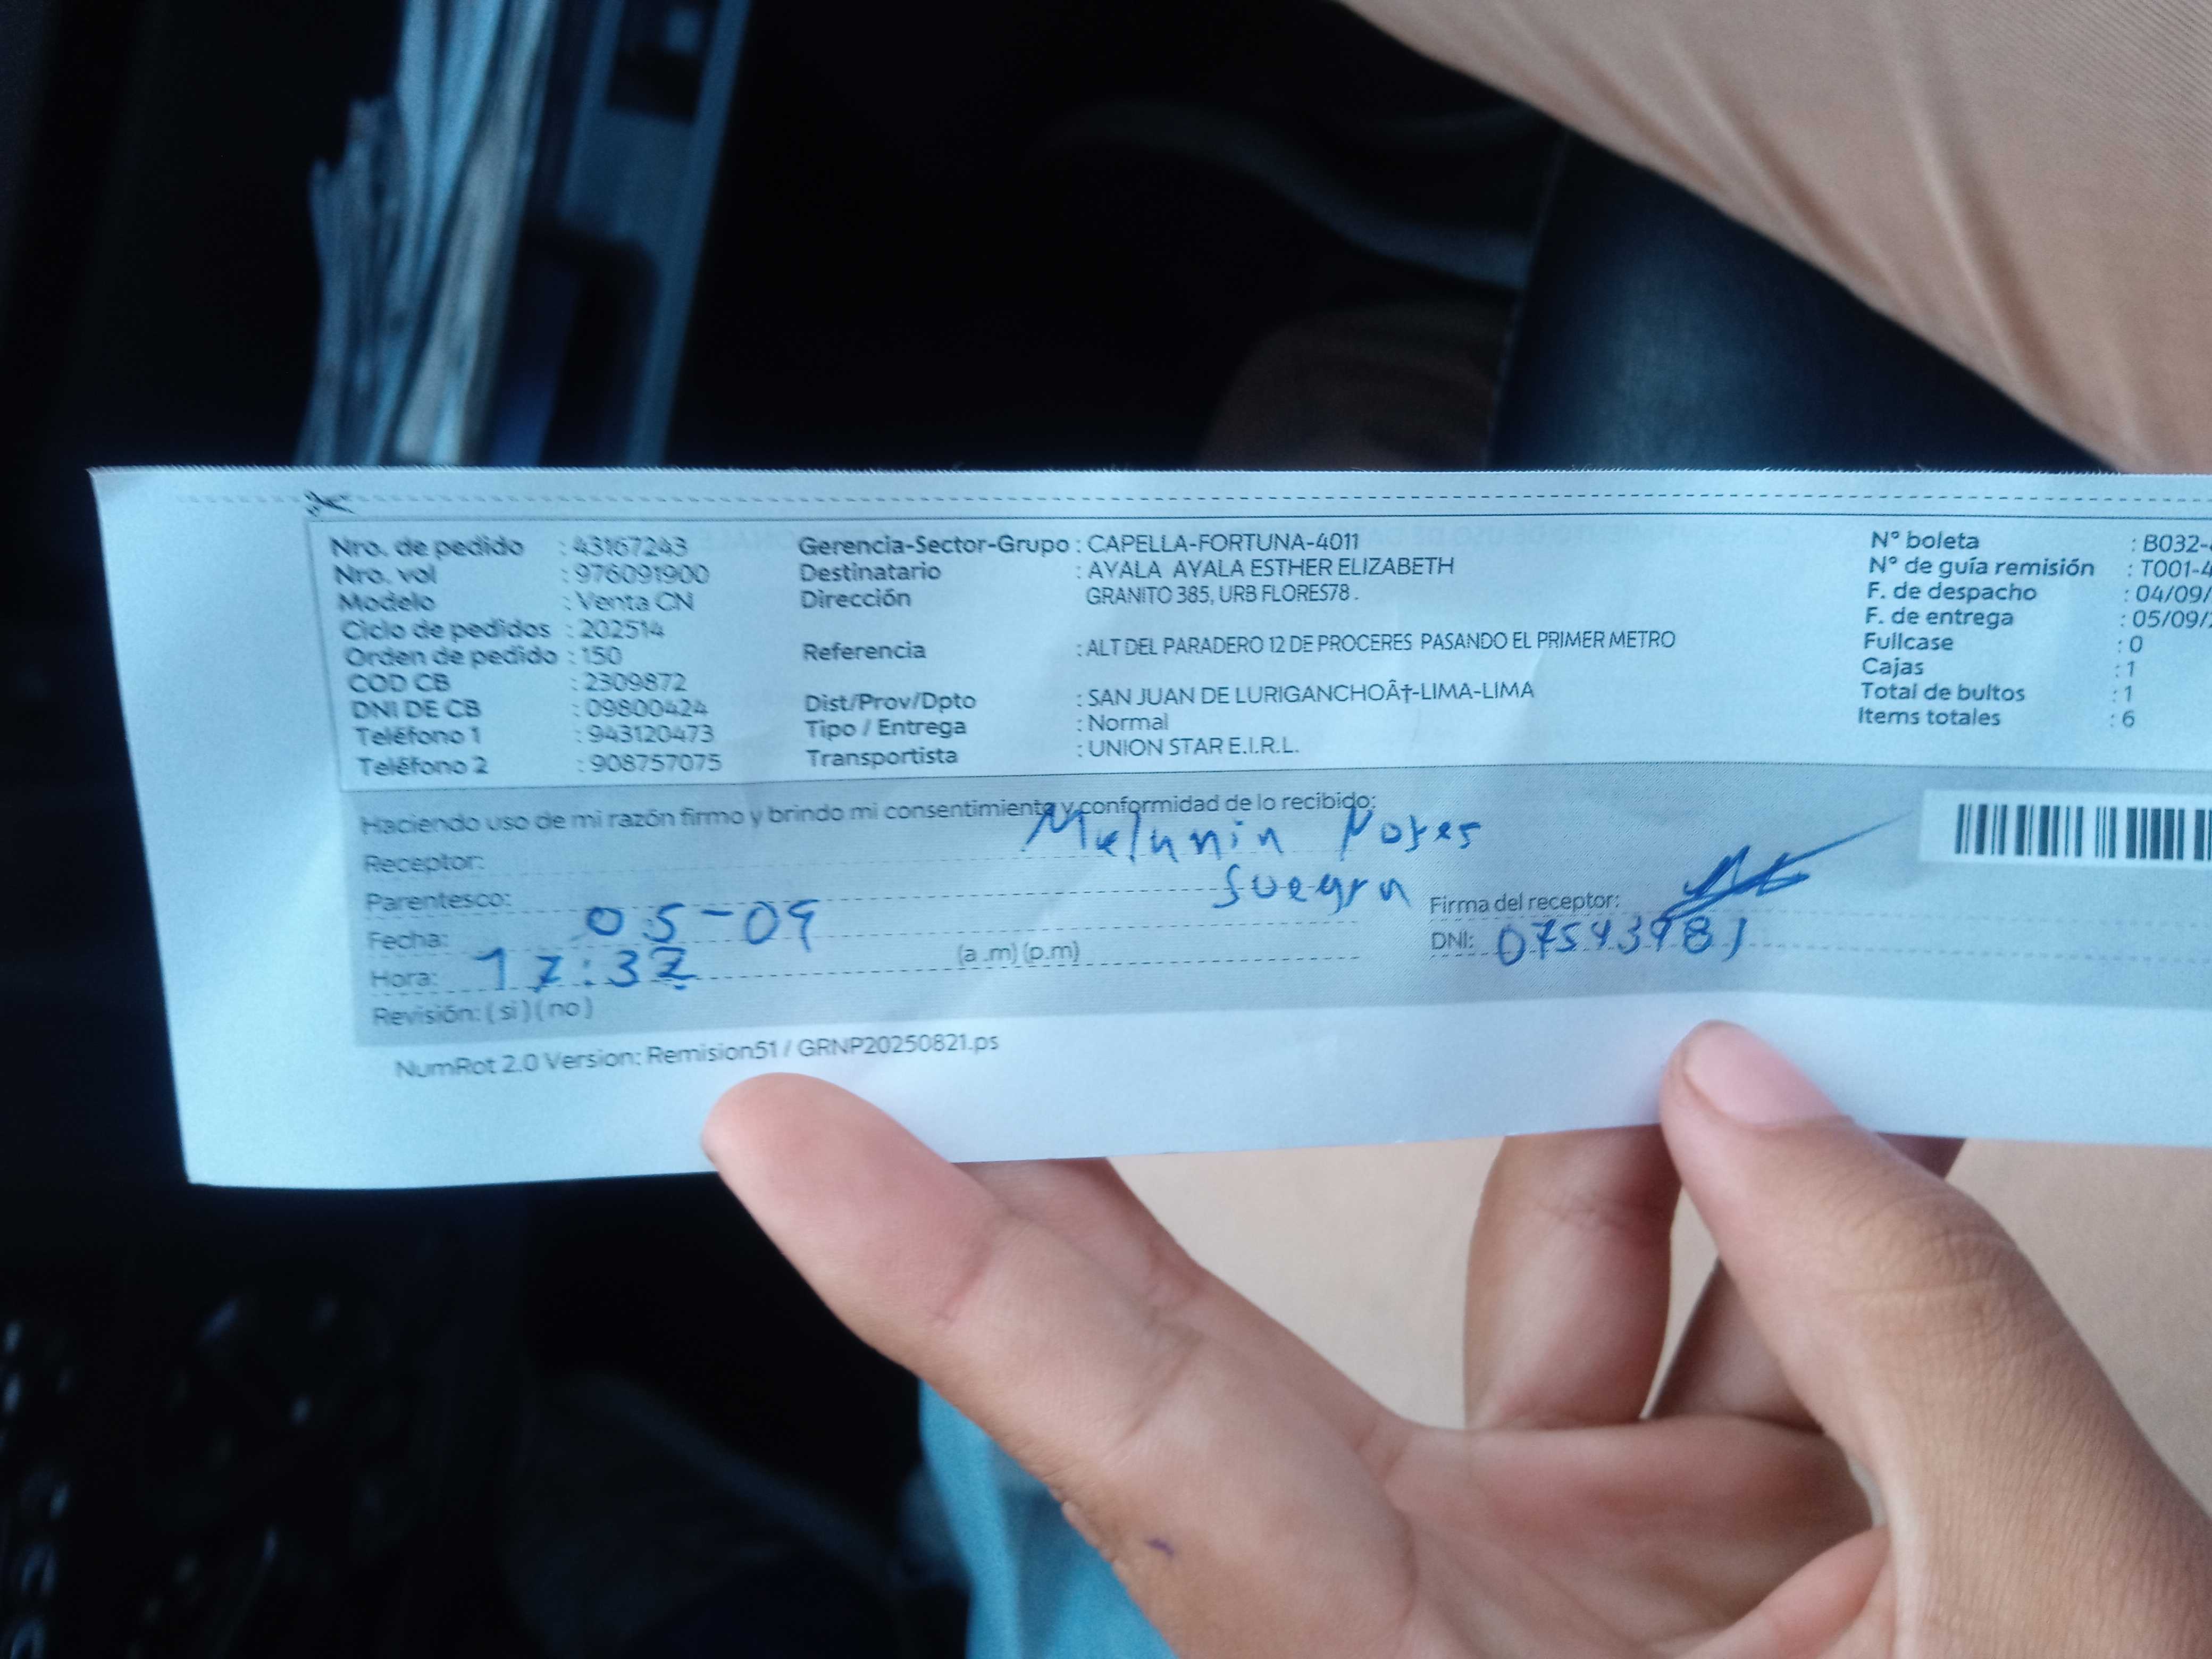 Nro. de pedido : 43167243
Nro. vol : 976091900
Modelo : Venta CN
Ciclo de pedidos : 202514
Orden de pedido : 150
COD CB : 2309872
DNI DE CB : 09800424
Teléfono 1 : 943120473
Teléfono 2 : 908757075
Gerencia-Sector-Grupo : CAPELLA-FORTUNA-4011
Destinatario : AYALA AYALA ESTHER ELIZABETH
Dirección GRANITO 385, URB FLORES78 .
Referencia : ALT DEL PARADERO 12 DE PROCERES PASANDO EL PRIMER METRO
Dist/Prov/Dpto : SAN JUAN DE LURIGANCHOÂ†-LIMA-LIMA
Tipo / Entrega : Normal
Transportista : UNION STAR E.I.R.L.
N° boleta : B032-
N° de guía remisión : T001-4
F. de despacho : 04/09/
F. de entrega : 05/09/
Fullcase : 0
Cajas : 1
Total de bultos : 1
Items totales : 6
Haciendo uso de mi razón firmo y brindo mi consentimiento y conformidad de lo recibido:
Receptor:
Parentesco: suegra
Fecha: 05-09
Hora: 17:32 (a .m) (p.m)
Revisión: ( si ) ( no )
Firma del receptor:
DNI:
NumRot 2.0 Version: Remision51 / GRNP20250821.ps